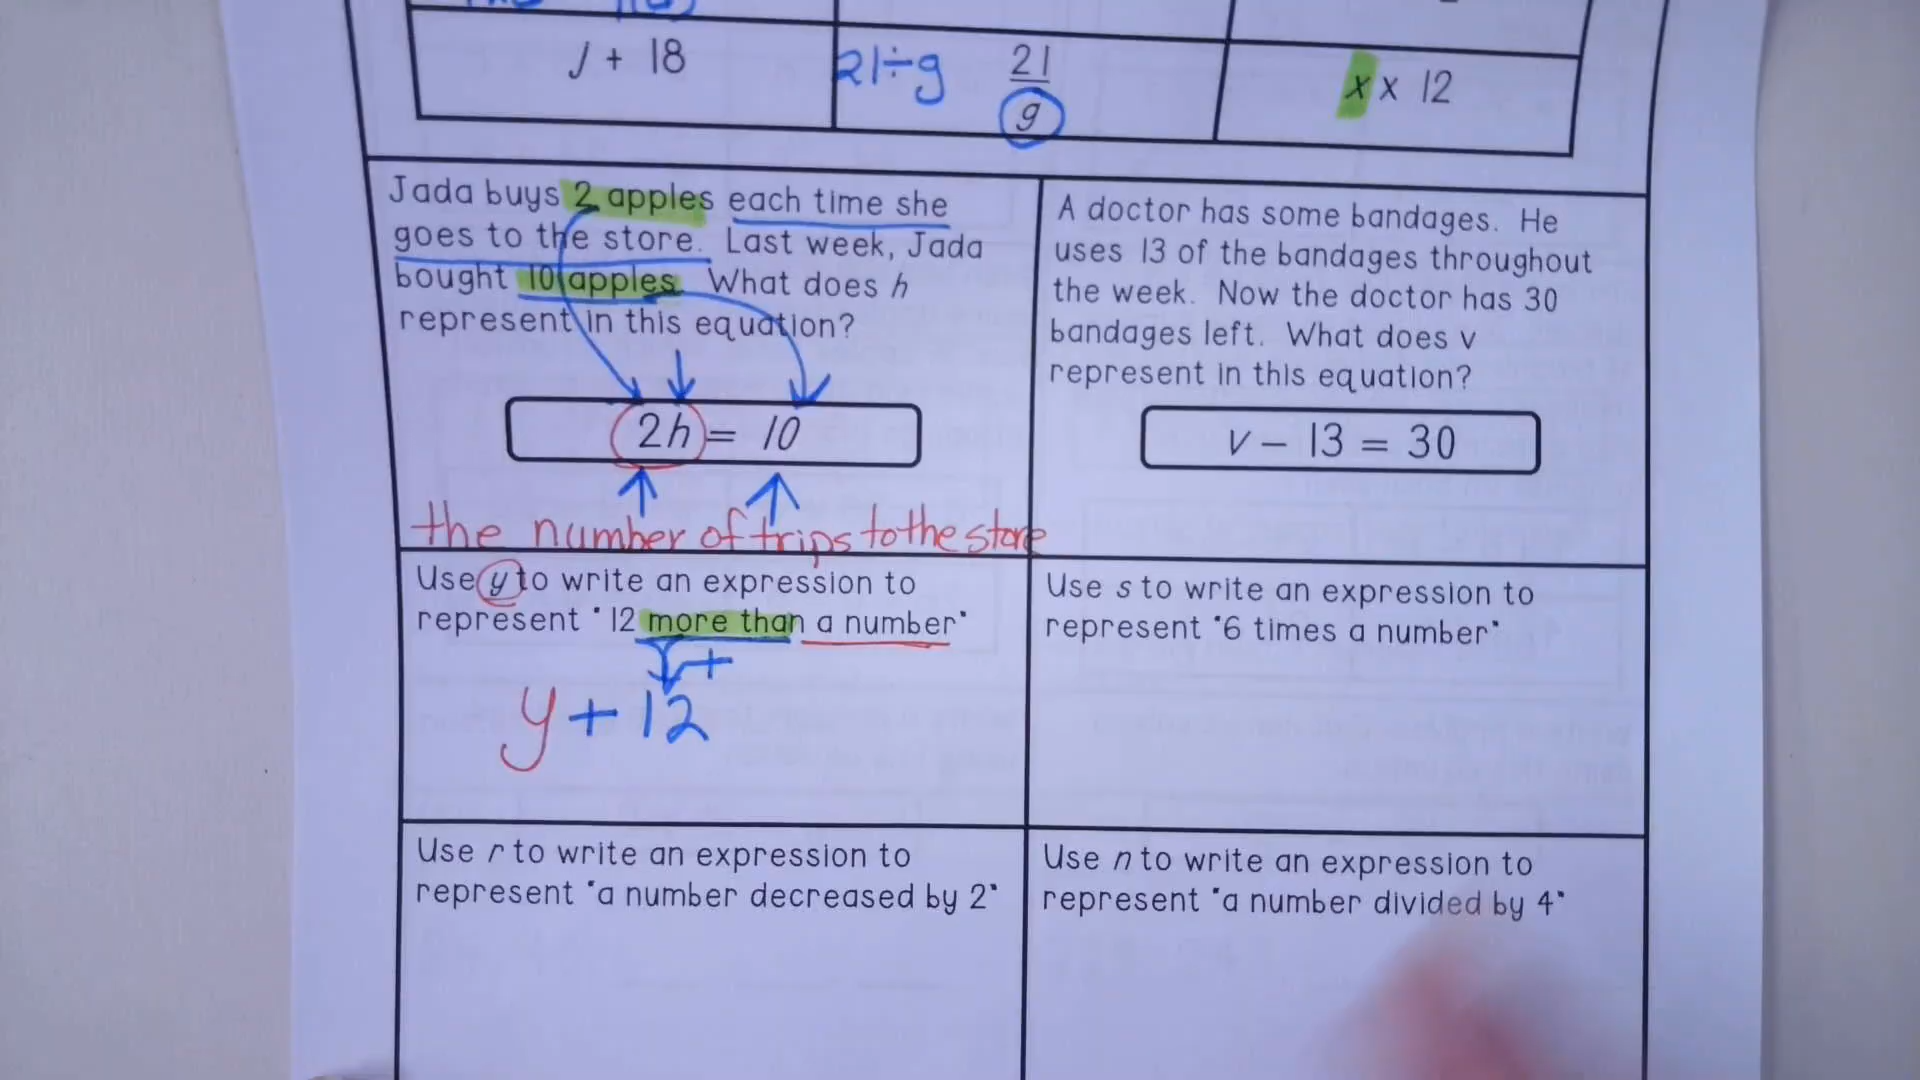 J + 18
21÷g
21
g
x x 12
Jada buys 2 apples each time she
goes to the store. Last week, Jada
bought 10 apples. What does h
represent in this equation?
2h = 10
the number of trips to the store
A doctor has some bandages. He
uses 13 of the bandages throughout
the week. Now the doctor has 30
bandages left. What does v
represent in this equation?
v – 13 = 30
Use y to write an expression to
represent "12 more than a number"
+
y + 12
Use s to write an expression to
represent "6 times a number"
Use r to write an expression to
represent "a number decreased by 2"
Use n to write an expression to
represent "a number divided by 4"